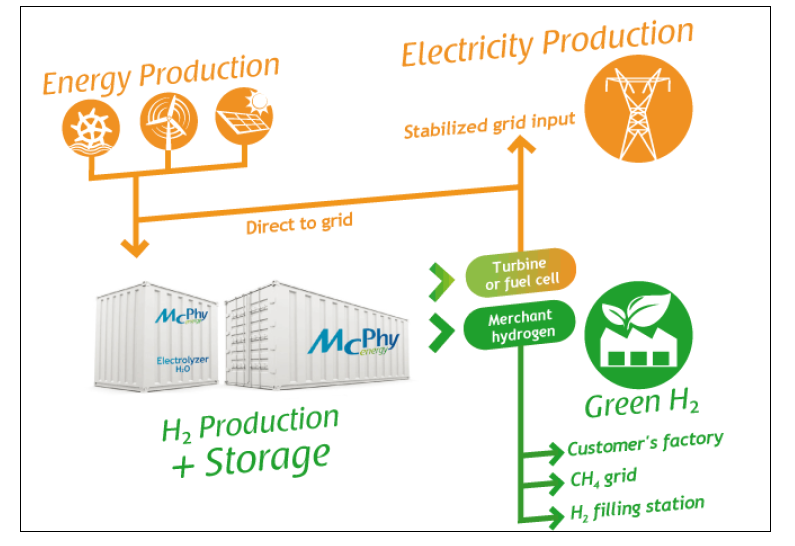 Energy Production
Electricity Production
Stabilized grid input
Direct to grid
Turbine
or fuel cell
Merchant
hydrogen
McPhy
energy
Electrolyzer
H₂O
McPhy
energy
H₂ Production
+ Storage
Green H₂
Customer's factory
CH₄ grid
H₂ filling station